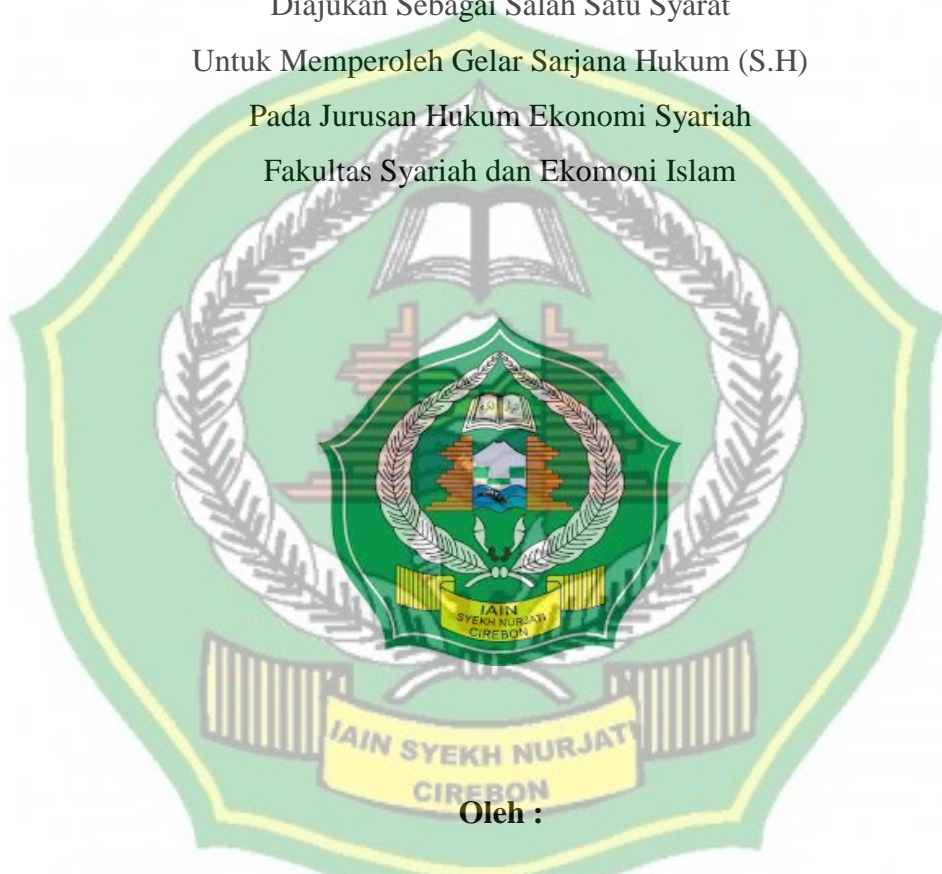 Diajukan Sebagai Salah Satu Syarat
Untuk Memperoleh Gelar Sarjana Hukum (S.H)
Pada Jurusan Hukum Ekonomi Syariah
Fakultas Syariah dan Ekomoni Islam
IAIN
SYEKH NURJATI
CIREBON
IAIN SYEKH NURJATI
CIREBON
Oleh :